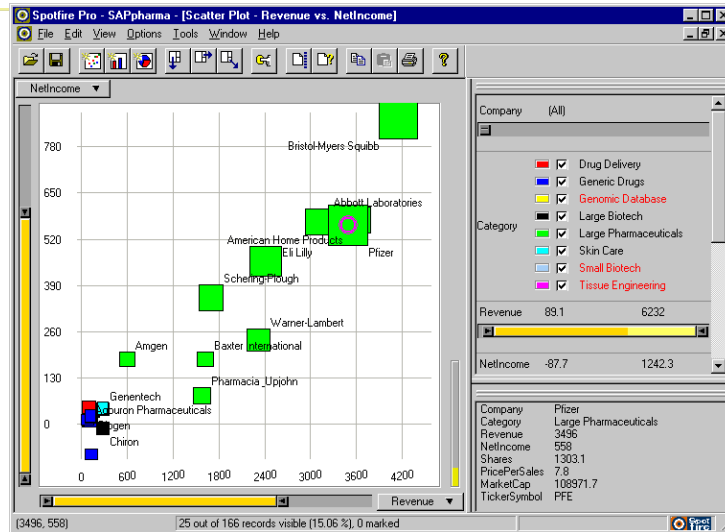 Spotfire Pro - SAPpharma - [Scatter Plot - Revenue vs. NetIncome]
File Edit View Options Tools Window Help
NetIncome
780
650
520
390
260
130
0
Bristol-Myers Squibb
Abbott Laboratories
American Home Products
Eli Lilly
Pfizer
Schering-Plough
Warner-Lambert
Amgen
Baxter International
Pharmacia_Upjohn
Genentech
Agouron Pharmaceuticals
Biogen
Chiron
0 600 1200 1800 2400 3000 3600 4200
Revenue
Company (All)
Category
Drug Delivery
Generic Drugs
Genomic Database
Large Biotech
Large Pharmaceuticals
Skin Care
Small Biotech
Tissue Engineering
Revenue 89.1 6232
NetIncome -87.7 1242.3
Company Pfizer
Category Large Pharmaceuticals
Revenue 3496
NetIncome 558
Shares 1303.1
PricePerSales 7.8
MarketCap 108971.7
TickerSymbol PFE
(3496, 558) 25 out of 166 records visible (15.06 %), 0 marked
Spot
fire